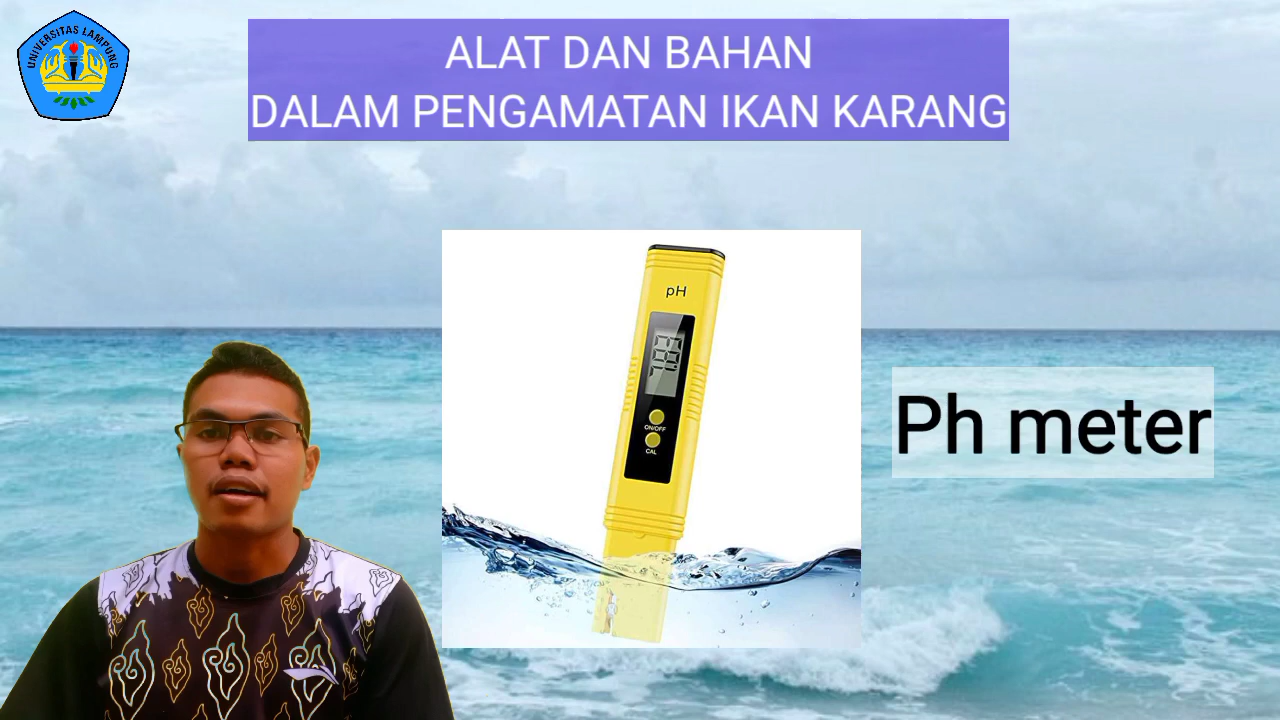 UNIVERSITAS LAMPUNG
ALAT DAN BAHAN
DALAM PENGAMATAN IKAN KARANG
pH
ON/OFF
CAL
Ph meter